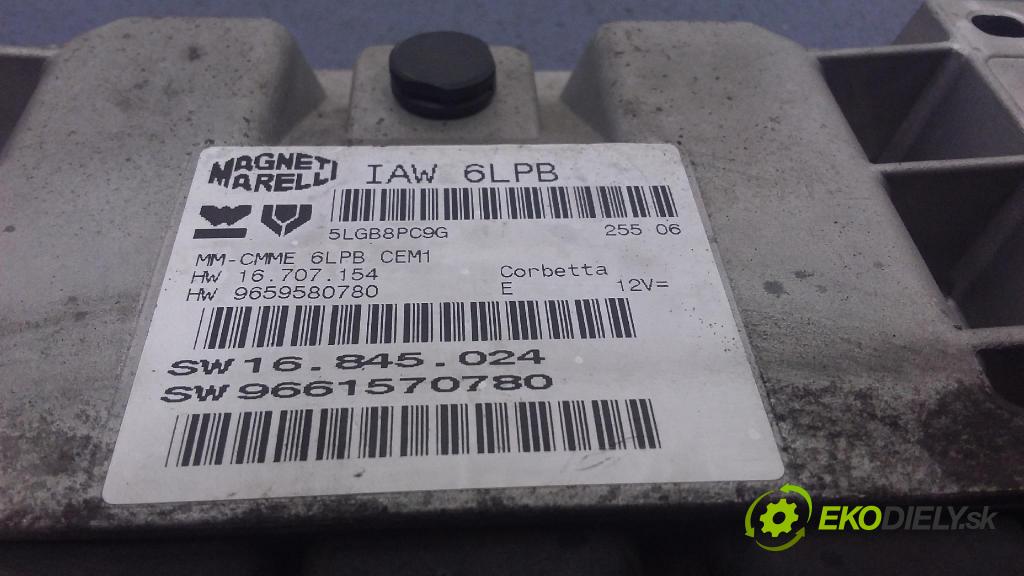 MAGNETI MARELLI
IAW 6LPB
5LGB8PC9G 255 06
MM-CMME 6LPB CEM1
HW 16.707.154 Corbetta
HW 9659580780 E 12V=
SW 16.845.024
SW 9661570780
EKODIELY.sk